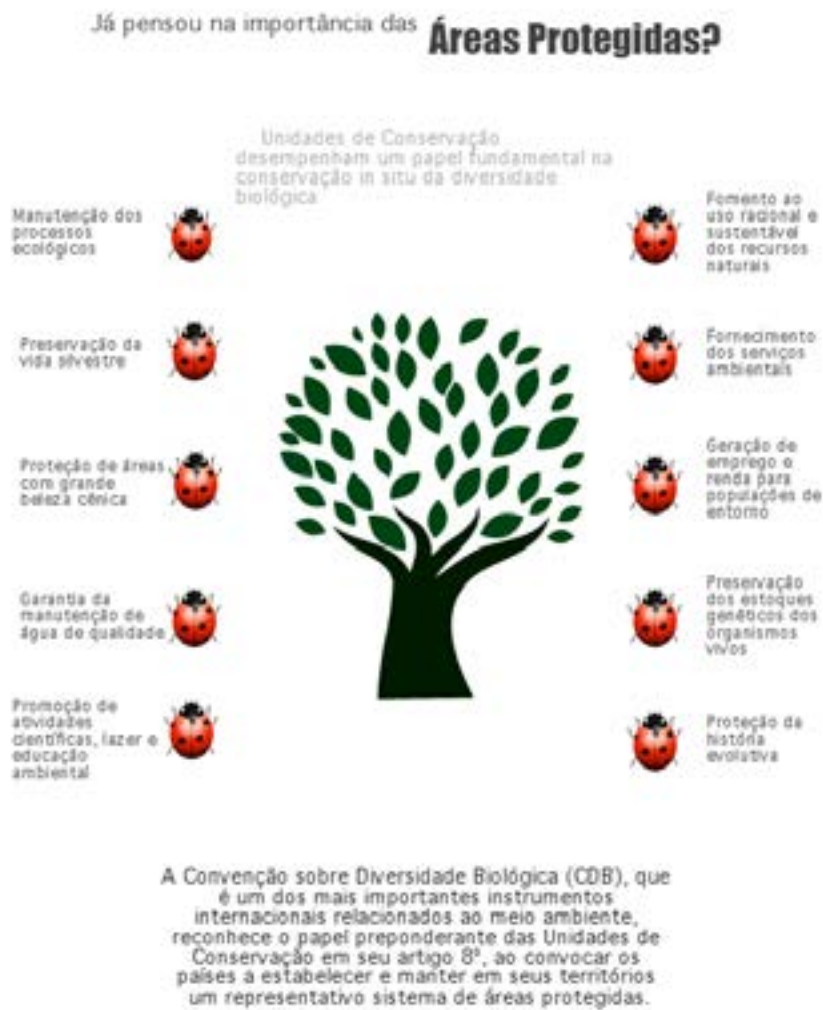 Já pensou na importância das Áreas Protegidas?
Unidades de Conservação
desempenham um papel fundamental na
conservação in situ da diversidade
biológica
Manutenção dos
processos
ecológicos
Preservação da
vida silvestre
Proteção de áreas
com grande
beleza cênica
Garantia da
manutenção de
água de qualidade
Promoção de
atividades
científicas, lazer e
educação
ambiental
Fomento ao
uso racional e
sustentável
dos recursos
naturais
Fornecimento
dos serviços
ambientais
Geração de
emprego e
renda para
populações de
entorno
Preservação
dos estoques
genéticos dos
organismos
vivos
Proteção da
história
evolutiva
A Convenção sobre Diversidade Biológica (CDB), que
é um dos mais importantes instrumentos
internacionais relacionados ao meio ambiente,
reconhece o papel preponderante das Unidades de
Conservação em seu artigo 8º, ao convocar os
países a estabelecer e manter em seus territórios
um representativo sistema de áreas protegidas.